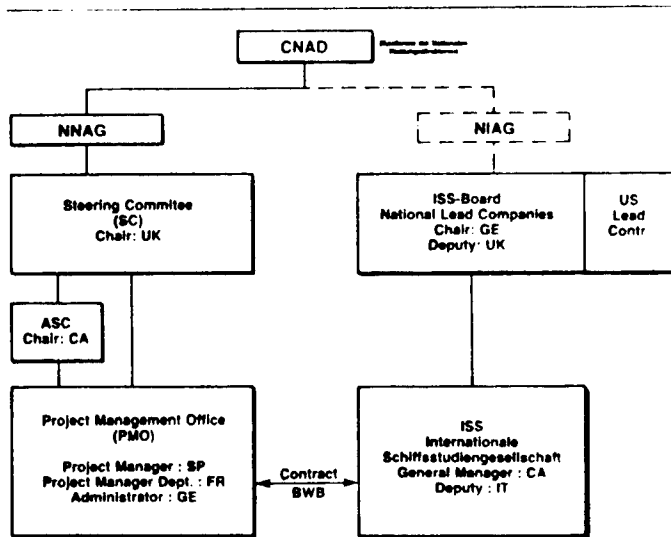 CNAD
NNAG
NIAG
Steering Commitee
(SC)
Chair: UK
ISS-Board
National Lead Companies
Chair: GE
Deputy: UK
US
Lead
Contr
ASC
Chair: CA
Project Management Office
(PMO)
Project Manager : SP
Project Manager Dept. : FR
Administrator : GE
Contract
BWB
ISS
Internationale
Schiffsstudiengesellschaft
General Manager : CA
Deputy : IT